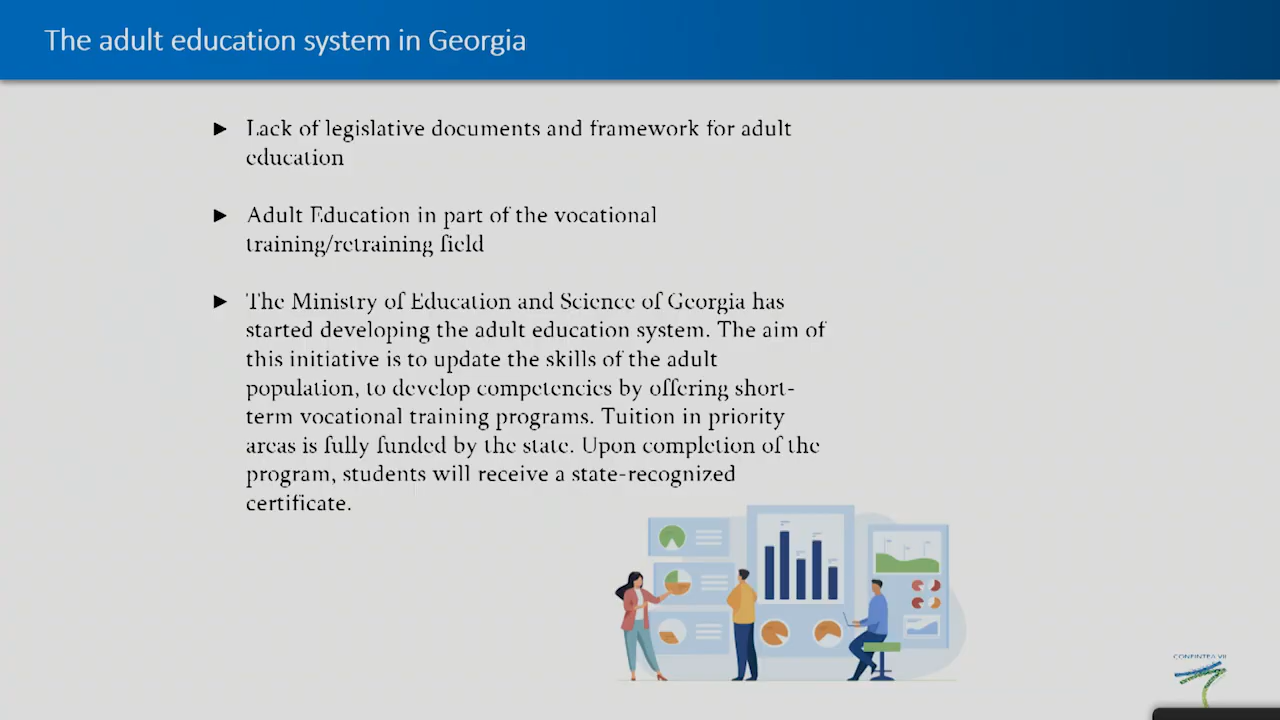 The adult education system in Georgia
► Lack of legislative documents and framework for adult
education
► Adult Education in part of the vocational
training/retraining field
► The Ministry of Education and Science of Georgia has
started developing the adult education system. The aim of
this initiative is to update the skills of the adult
population, to develop competencies by offering short-
term vocational training programs. Tuition in priority
areas is fully funded by the state. Upon completion of the
program, students will receive a state-recognized
certificate.
CONFINTEA VII